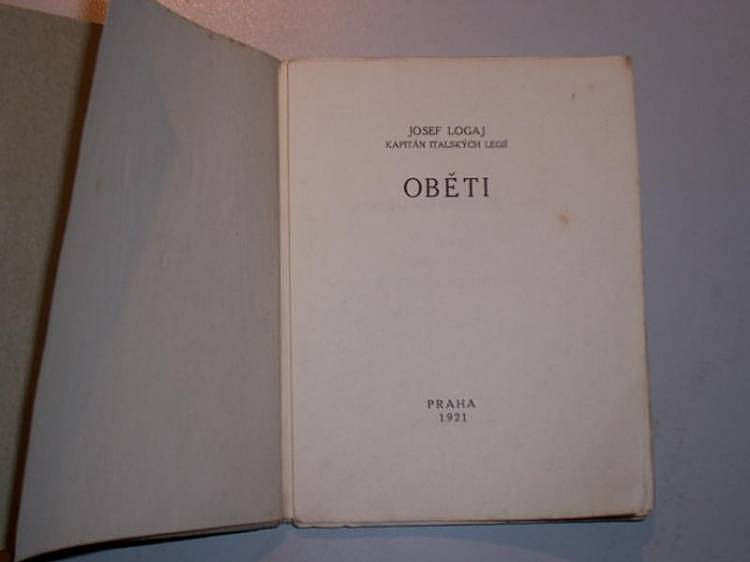 JOSEF LOGAJ
KAPITÁN ITALSKÝCH LEGIÍ
OBĚTI
PRAHA
1921